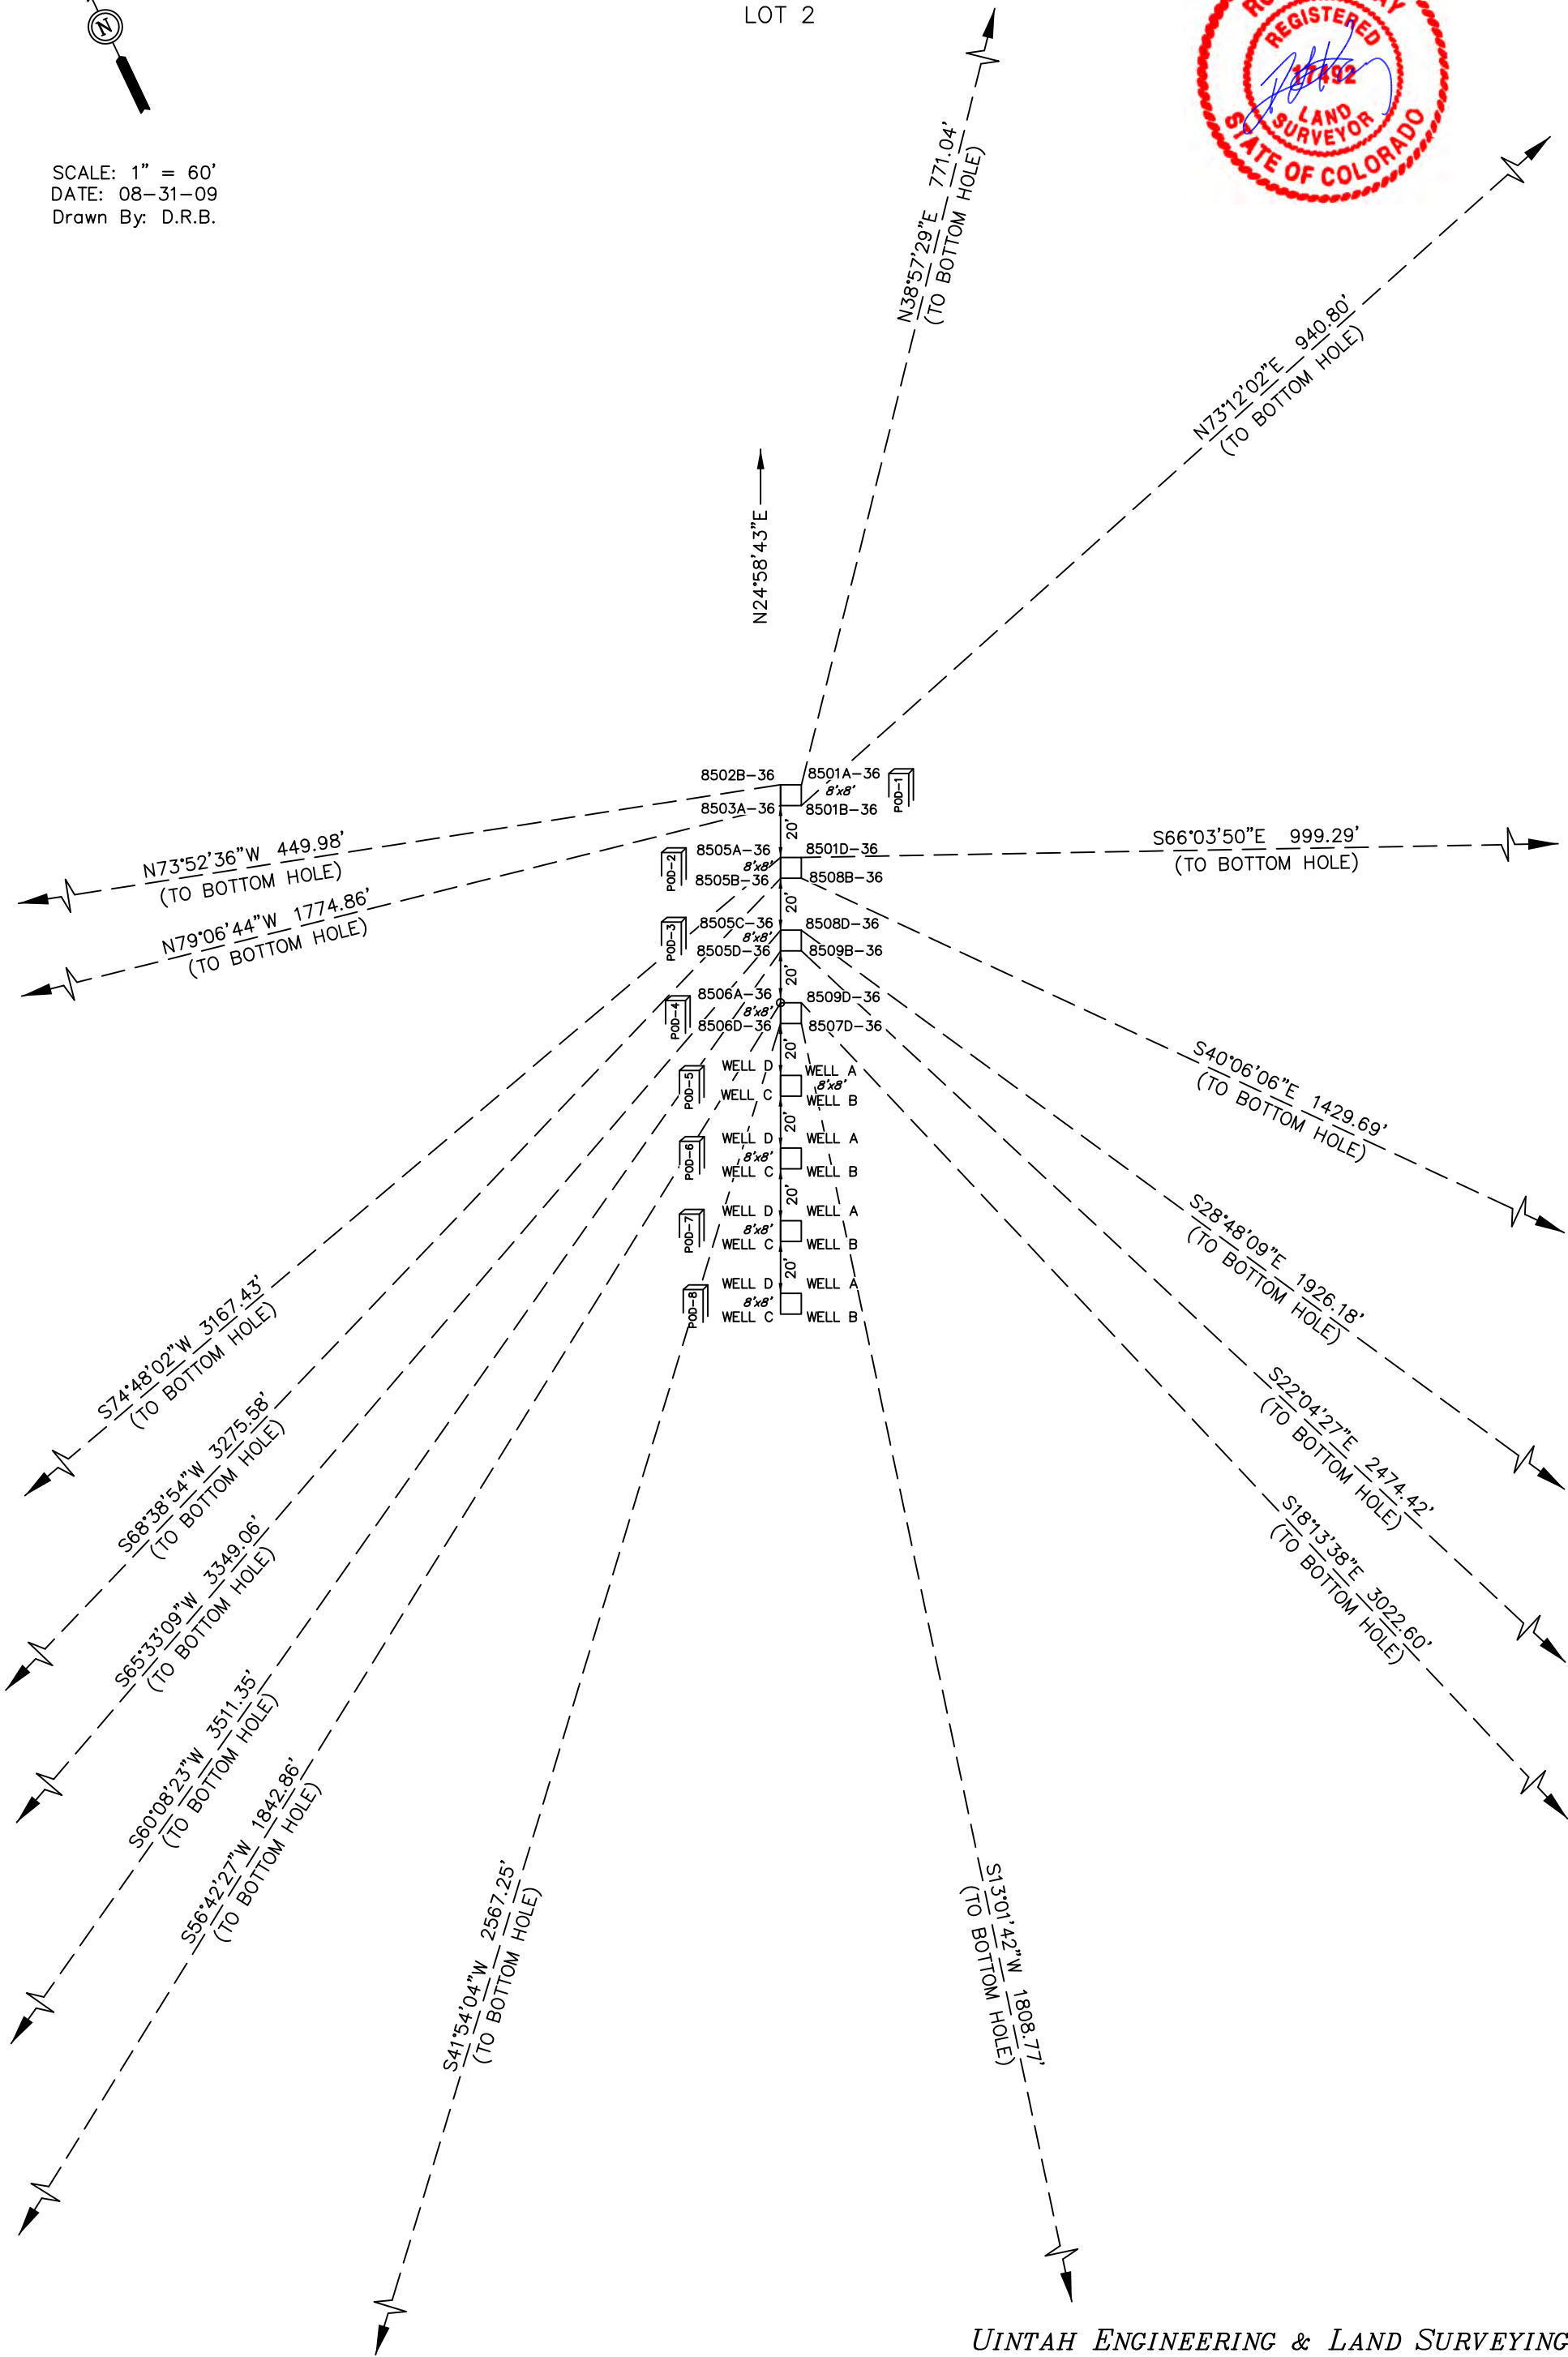 LOT 2
N
REGISTERED
17492
LAND
SURVEYOR
STATE OF COLORADO
SCALE: 1" = 60'
DATE: 08-31-09
Drawn By: D.R.B.
N38°57'29"E 771.04'
(TO BOTTOM HOLE)
N73°12'02"E 940.80'
(TO BOTTOM HOLE)
N24°58'43"E
8502B-36
8501A-36
8'x8'
POD-1
8503A-36
8501B-36
20'
N73°52'36"W 449.98'
(TO BOTTOM HOLE)
S66°03'50"E 999.29'
(TO BOTTOM HOLE)
N79°06'44"W 1774.86'
(TO BOTTOM HOLE)
POD-2
8505A-36
8501D-36
8'x8'
8505B-36
8508B-36
20'
POD-3
8505C-36
8508D-36
8'x8'
8505D-36
8509B-36
20'
POD-4
8506A-36
8509D-36
8'x8'
8506D-36
8507D-36
20'
POD-5
WELL D
WELL A
8'x8'
WELL C
WELL B
20'
POD-6
WELL D
WELL A
8'x8'
WELL C
WELL B
20'
POD-7
WELL D
WELL A
8'x8'
WELL C
WELL B
20'
POD-8
WELL D
WELL A
8'x8'
WELL C
WELL B
S40°06'06"E 1429.69'
(TO BOTTOM HOLE)
S28°48'09"E 1926.18'
(TO BOTTOM HOLE)
S22°04'27"E 2474.42'
(TO BOTTOM HOLE)
S18°13'38"E 3022.60'
(TO BOTTOM HOLE)
S74°48'02"W 3167.43'
(TO BOTTOM HOLE)
S68°38'54"W 3275.58'
(TO BOTTOM HOLE)
S65°33'09"W 3349.06'
(TO BOTTOM HOLE)
S60°08'23"W 3511.35'
(TO BOTTOM HOLE)
S56°42'27"W 1842.86'
(TO BOTTOM HOLE)
S41°54'04"W 2567.25'
(TO BOTTOM HOLE)
S13°01'42"W 1808.77'
(TO BOTTOM HOLE)
UINTAH ENGINEERING & LAND SURVEYING